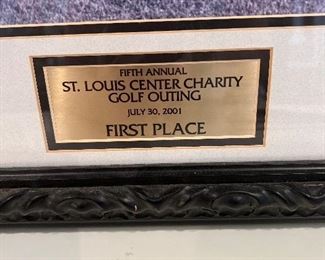 FIFTH ANNUAL
ST. LOUIS CENTER CHARITY
GOLF OUTING
JULY 30, 2001
FIRST PLACE